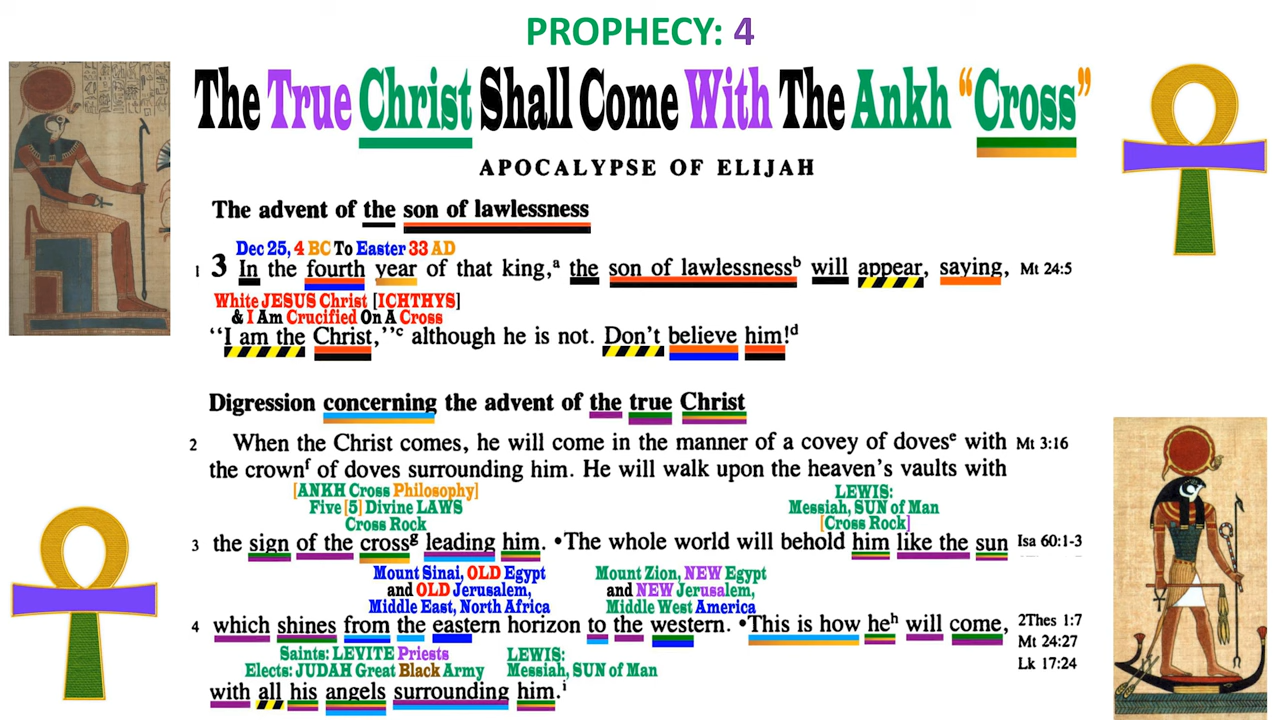 PROPHECY: 4
The True Christ Shall Come With The Ankh “Cross”
APOCALYPSE OF ELIJAH
The advent of the son of lawlessness
Dec 25, 4 BC To Easter 33 AD
1 3 In the fourth year of that king,a the son of lawlessnessb will appear, saying, Mt 24:5
White JESUS Christ [ICHTHYS]
& I Am Crucified On A Cross
“I am the Christ,”c although he is not. Don’t believe him!d
Digression concerning the advent of the true Christ
2 When the Christ comes, he will come in the manner of a covey of dovese with Mt 3:16
the crownf of doves surrounding him. He will walk upon the heaven’s vaults with
[ANKH Cross Philosophy]
Five [5] Divine LAWS
Cross Rock
LEWIS:
Messiah, SUN of Man
[Cross Rock]
3 the sign of the crossg leading him. •The whole world will behold him like the sun Isa 60:1-3
Mount Sinai, OLD Egypt
and OLD Jerusalem,
Middle East, North Africa
Mount Zion, NEW Egypt
and NEW Jerusalem,
Middle West America
4 which shines from the eastern horizon to the western. •This is how heh will come, 2Thes 1:7
Mt 24:27
Lk 17:24
Saints: LEVITE Priests
Elects: JUDAH Great Black Army
LEWIS:
Messiah, SUN of Man
with all his angels surrounding him.i